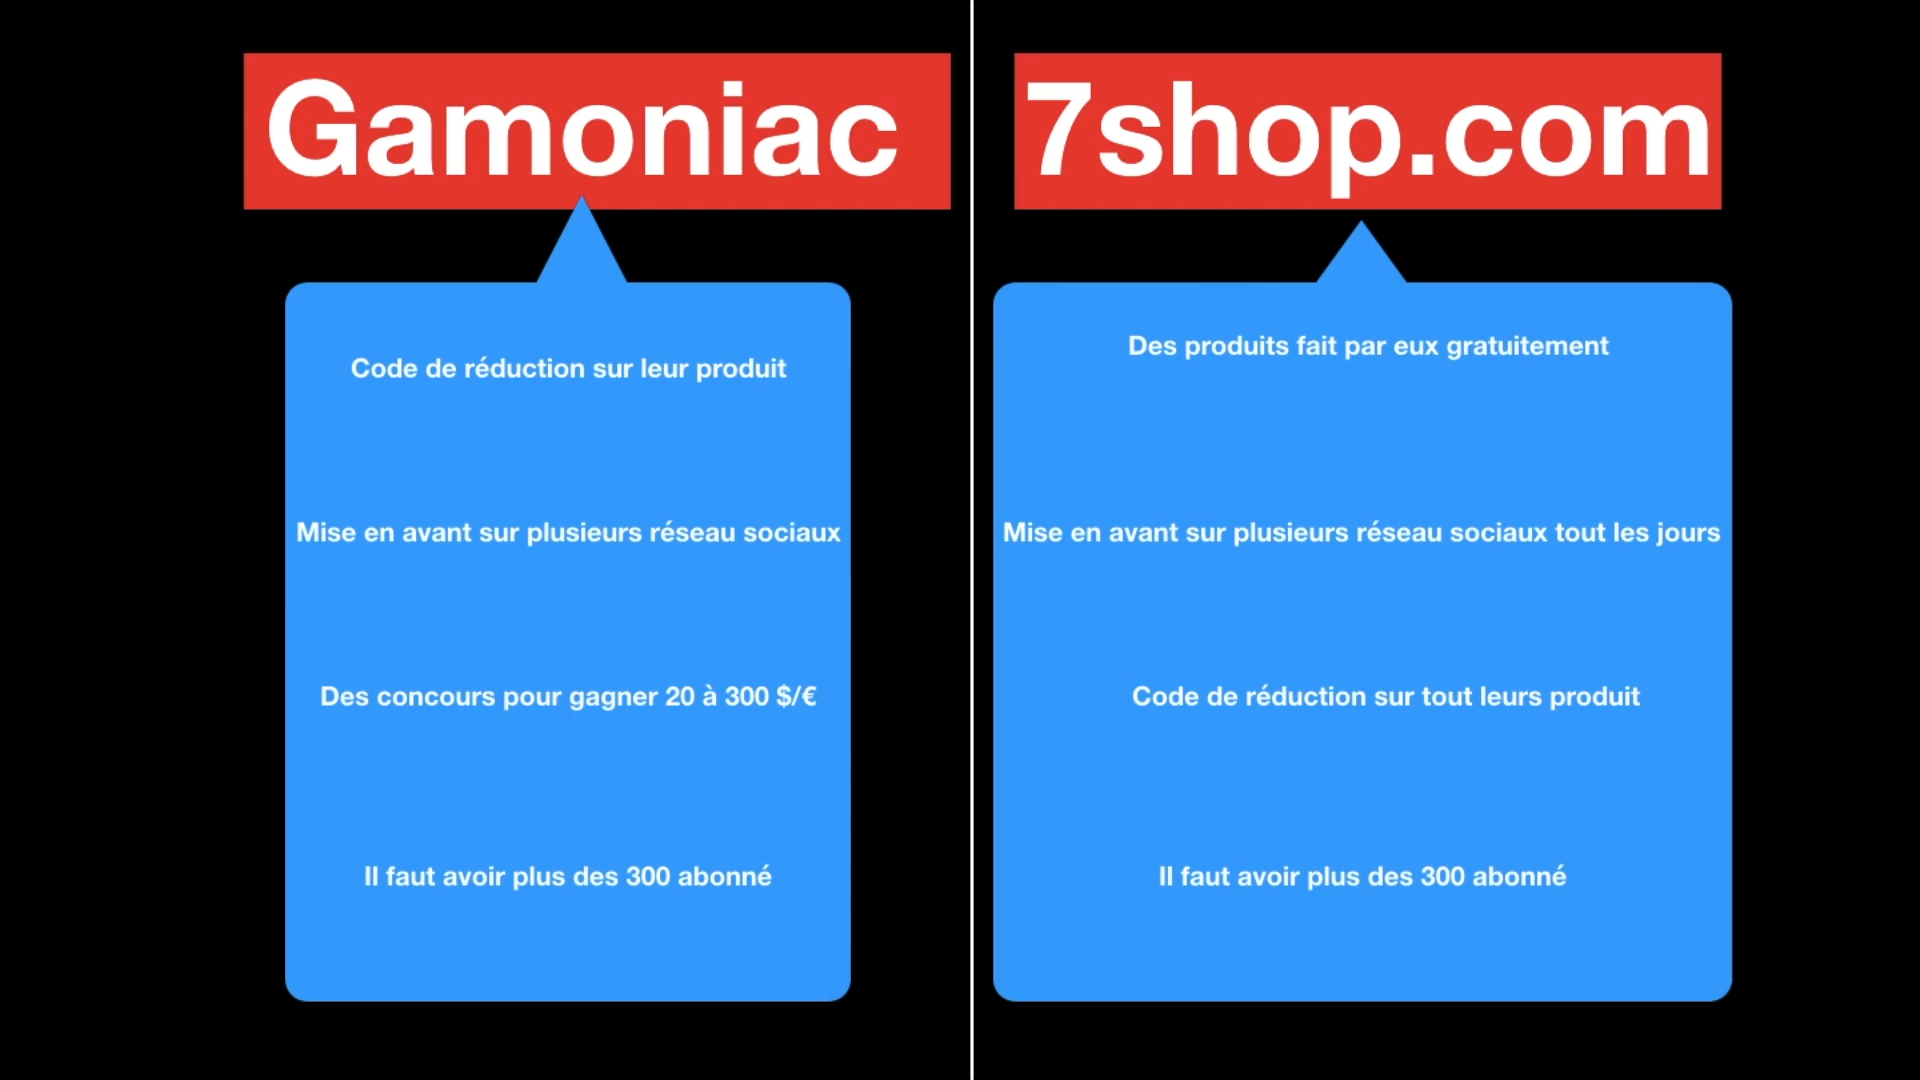 Gamoniac
Code de réduction sur leur produit
Mise en avant sur plusieurs réseau sociaux
Des concours pour gagner 20 à 300 $/€
Il faut avoir plus des 300 abonné
7shop.com
Des produits fait par eux gratuitement
Mise en avant sur plusieurs réseau sociaux tout les jours
Code de réduction sur tout leurs produit
Il faut avoir plus des 300 abonné